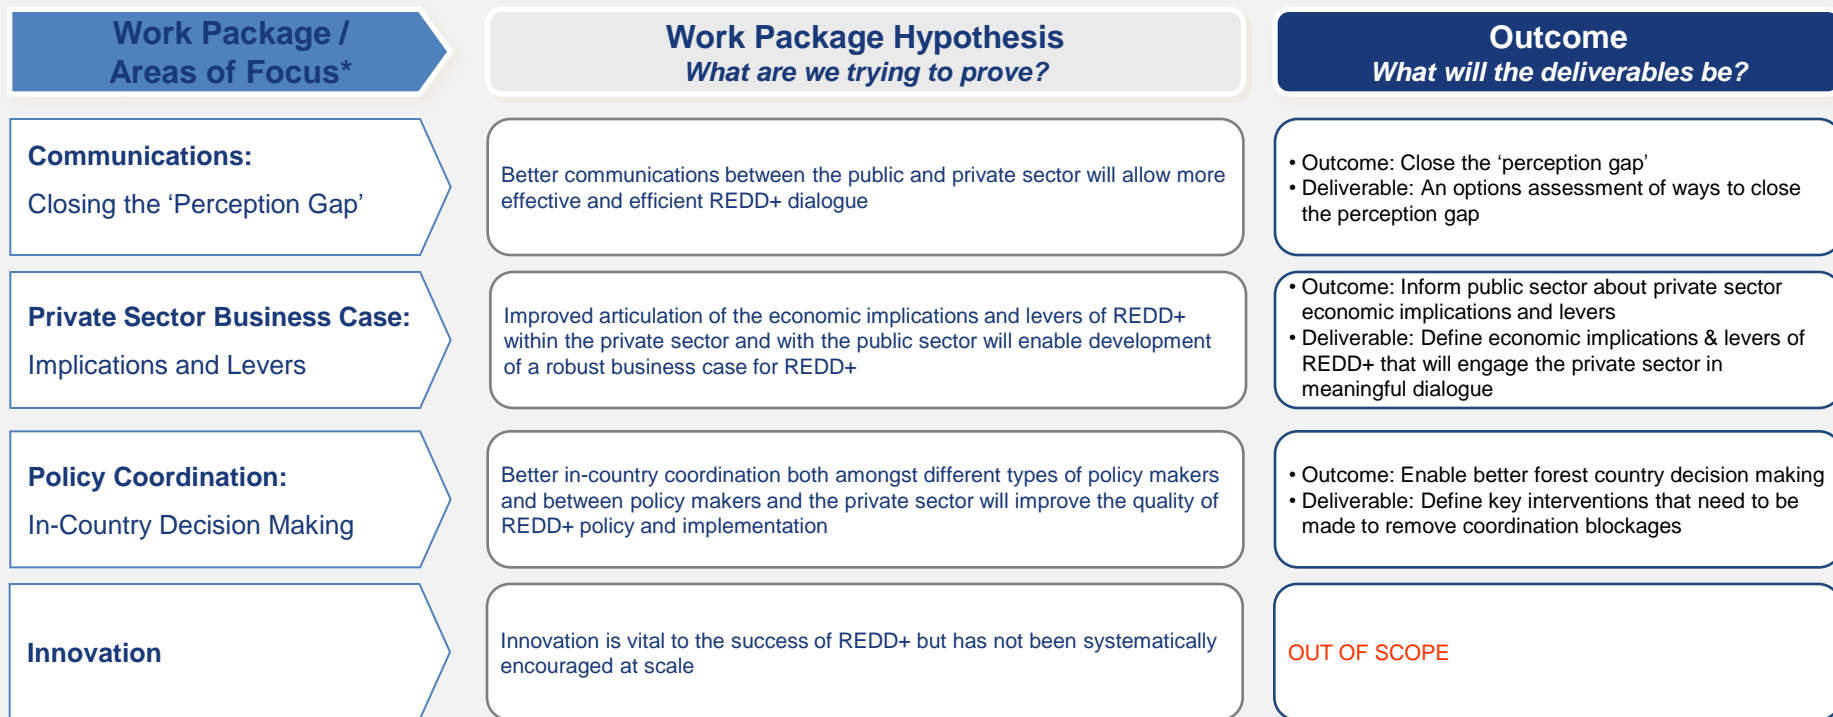 Work Package /
Areas of Focus*
Work Package Hypothesis
What are we trying to prove?
Outcome
What will the deliverables be?
Communications:
Closing the ‘Perception Gap’
Better communications between the public and private sector will allow more
effective and efficient REDD+ dialogue
• Outcome: Close the ‘perception gap’
• Deliverable: An options assessment of ways to close
the perception gap
Private Sector Business Case:
Implications and Levers
Improved articulation of the economic implications and levers of REDD+
within the private sector and with the public sector will enable development
of a robust business case for REDD+
• Outcome: Inform public sector about private sector
economic implications and levers
• Deliverable: Define economic implications & levers of
REDD+ that will engage the private sector in
meaningful dialogue
Policy Coordination:
In-Country Decision Making
Better in-country coordination both amongst different types of policy makers
and between policy makers and the private sector will improve the quality of
REDD+ policy and implementation
• Outcome: Enable better forest country decision making
• Deliverable: Define key interventions that need to be
made to remove coordination blockages
Innovation
Innovation is vital to the success of REDD+ but has not been systematically
encouraged at scale
OUT OF SCOPE